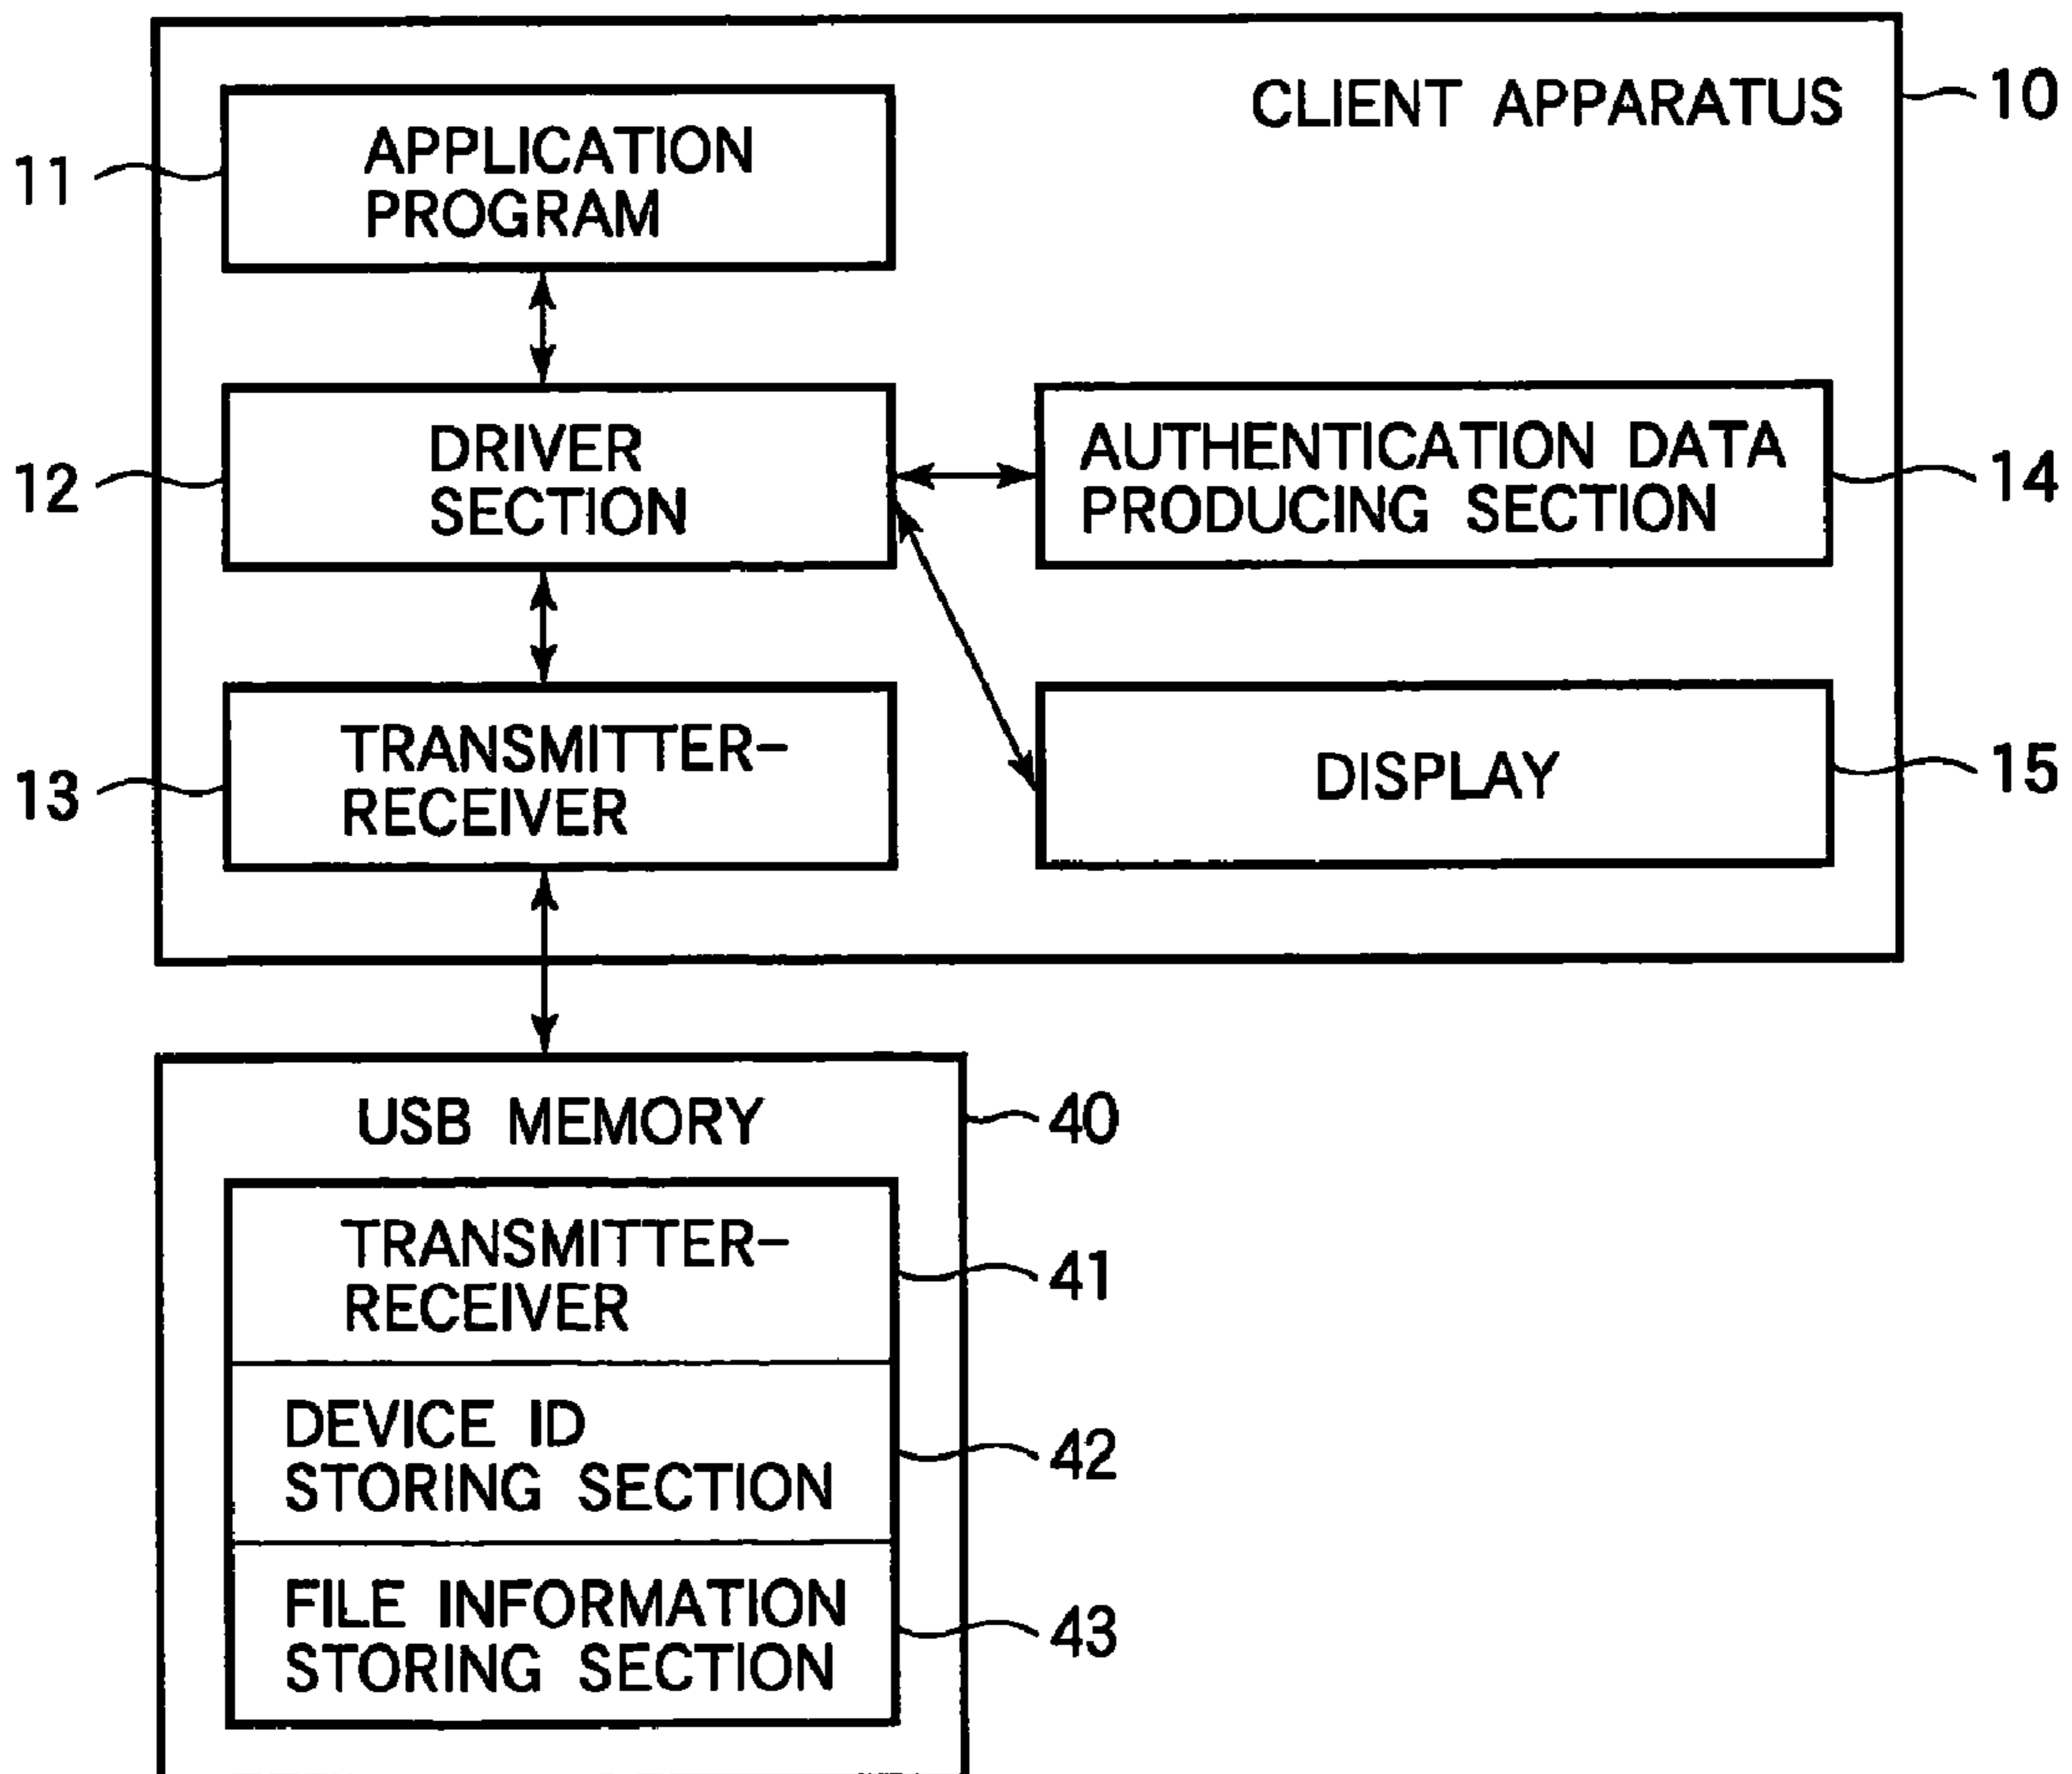 CLIENT APPARATUS
10
APPLICATION
PROGRAM
11
DRIVER
SECTION
12
AUTHENTICATION DATA
PRODUCING SECTION
14
TRANSMITTER-
RECEIVER
13
DISPLAY
15
USB MEMORY
40
TRANSMITTER-
RECEIVER
41
DEVICE ID
STORING SECTION
42
FILE INFORMATION
STORING SECTION
43